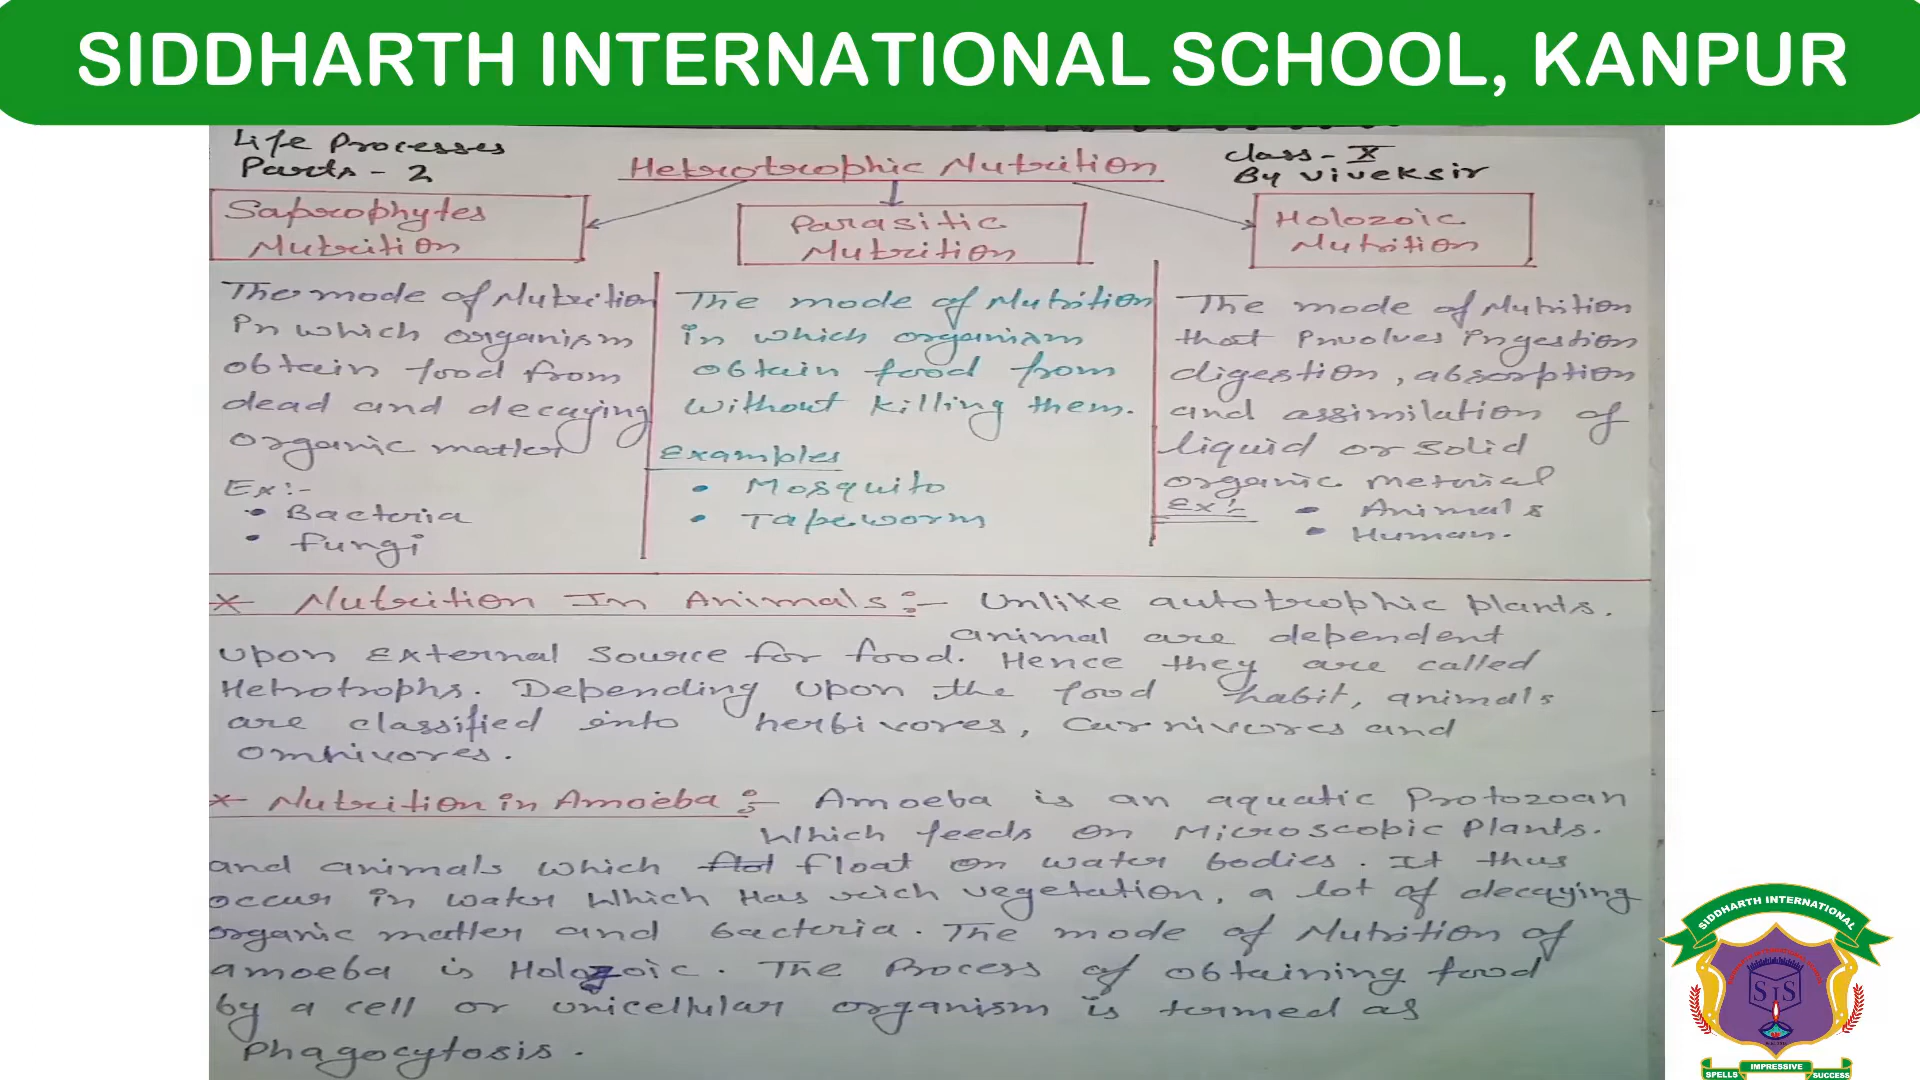 SIDDHARTH INTERNATIONAL SCHOOL, KANPUR
Life Processes
Parts - 2
Hetrotrophic Nutrition
Class - X
By Viveksir
Saprophytes
Nutrition
Parasitic
Nutrition
Holozoic
Nutrition
The mode of Nutrition
in which organism
obtain food from
dead and decaying
organic matter
Ex:-
• Bacteria
• fungi
The mode of Nutrition
in which organism
obtain food from
without killing them.
Examples
• Mosquito
• Tapeworm
The mode of Nutrition
that involves ingestion
digestion, absorption
and assimilation of
liquid or solid
organic meterial
Ex:- • Animals
• Human.
* Nutrition In Animals :- Unlike autotrophic plants.
animal are dependent
upon external source for food. Hence they are called
Hetrotrophs. Depending upon the food habit, animals
are classified into herbivores, carnivores and
omnivores.
* Nutrition in Amoeba :- Amoeba is an aquatic Protozoan
Which feeds on Microscopic Plants.
and animals which float on water bodies. It thus
occur in water Which Has rich vegetation, a lot of decaying
organic matter and bacteria. The mode of Nutrition of
amoeba is Holozoic. The Process of obtaining food
by a cell or unicellular organism is termed as
Phagocytosis.
SIDDHARTH INTERNATIONAL
SIS
SPELLS IMPRESSIVE SUCCESS